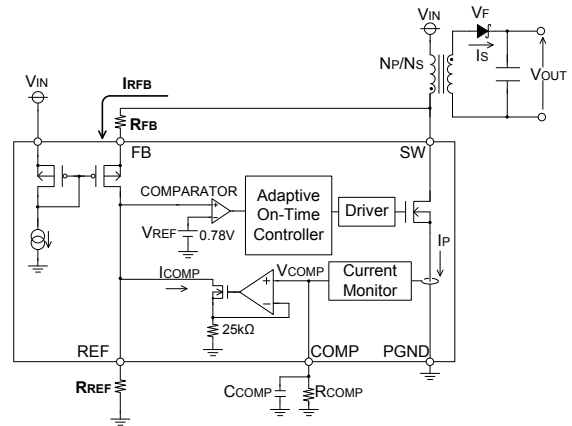 VIN
VF
NP/NS
IS
VOUT
VIN
IRFB
RFB
FB
SW
COMPARATOR
Adaptive
On-Time
Controller
Driver
VREF
0.78V
IP
ICOMP
VCOMP
Current
Monitor
25kΩ
REF
COMP
PGND
RREF
CCOMP
RCOMP